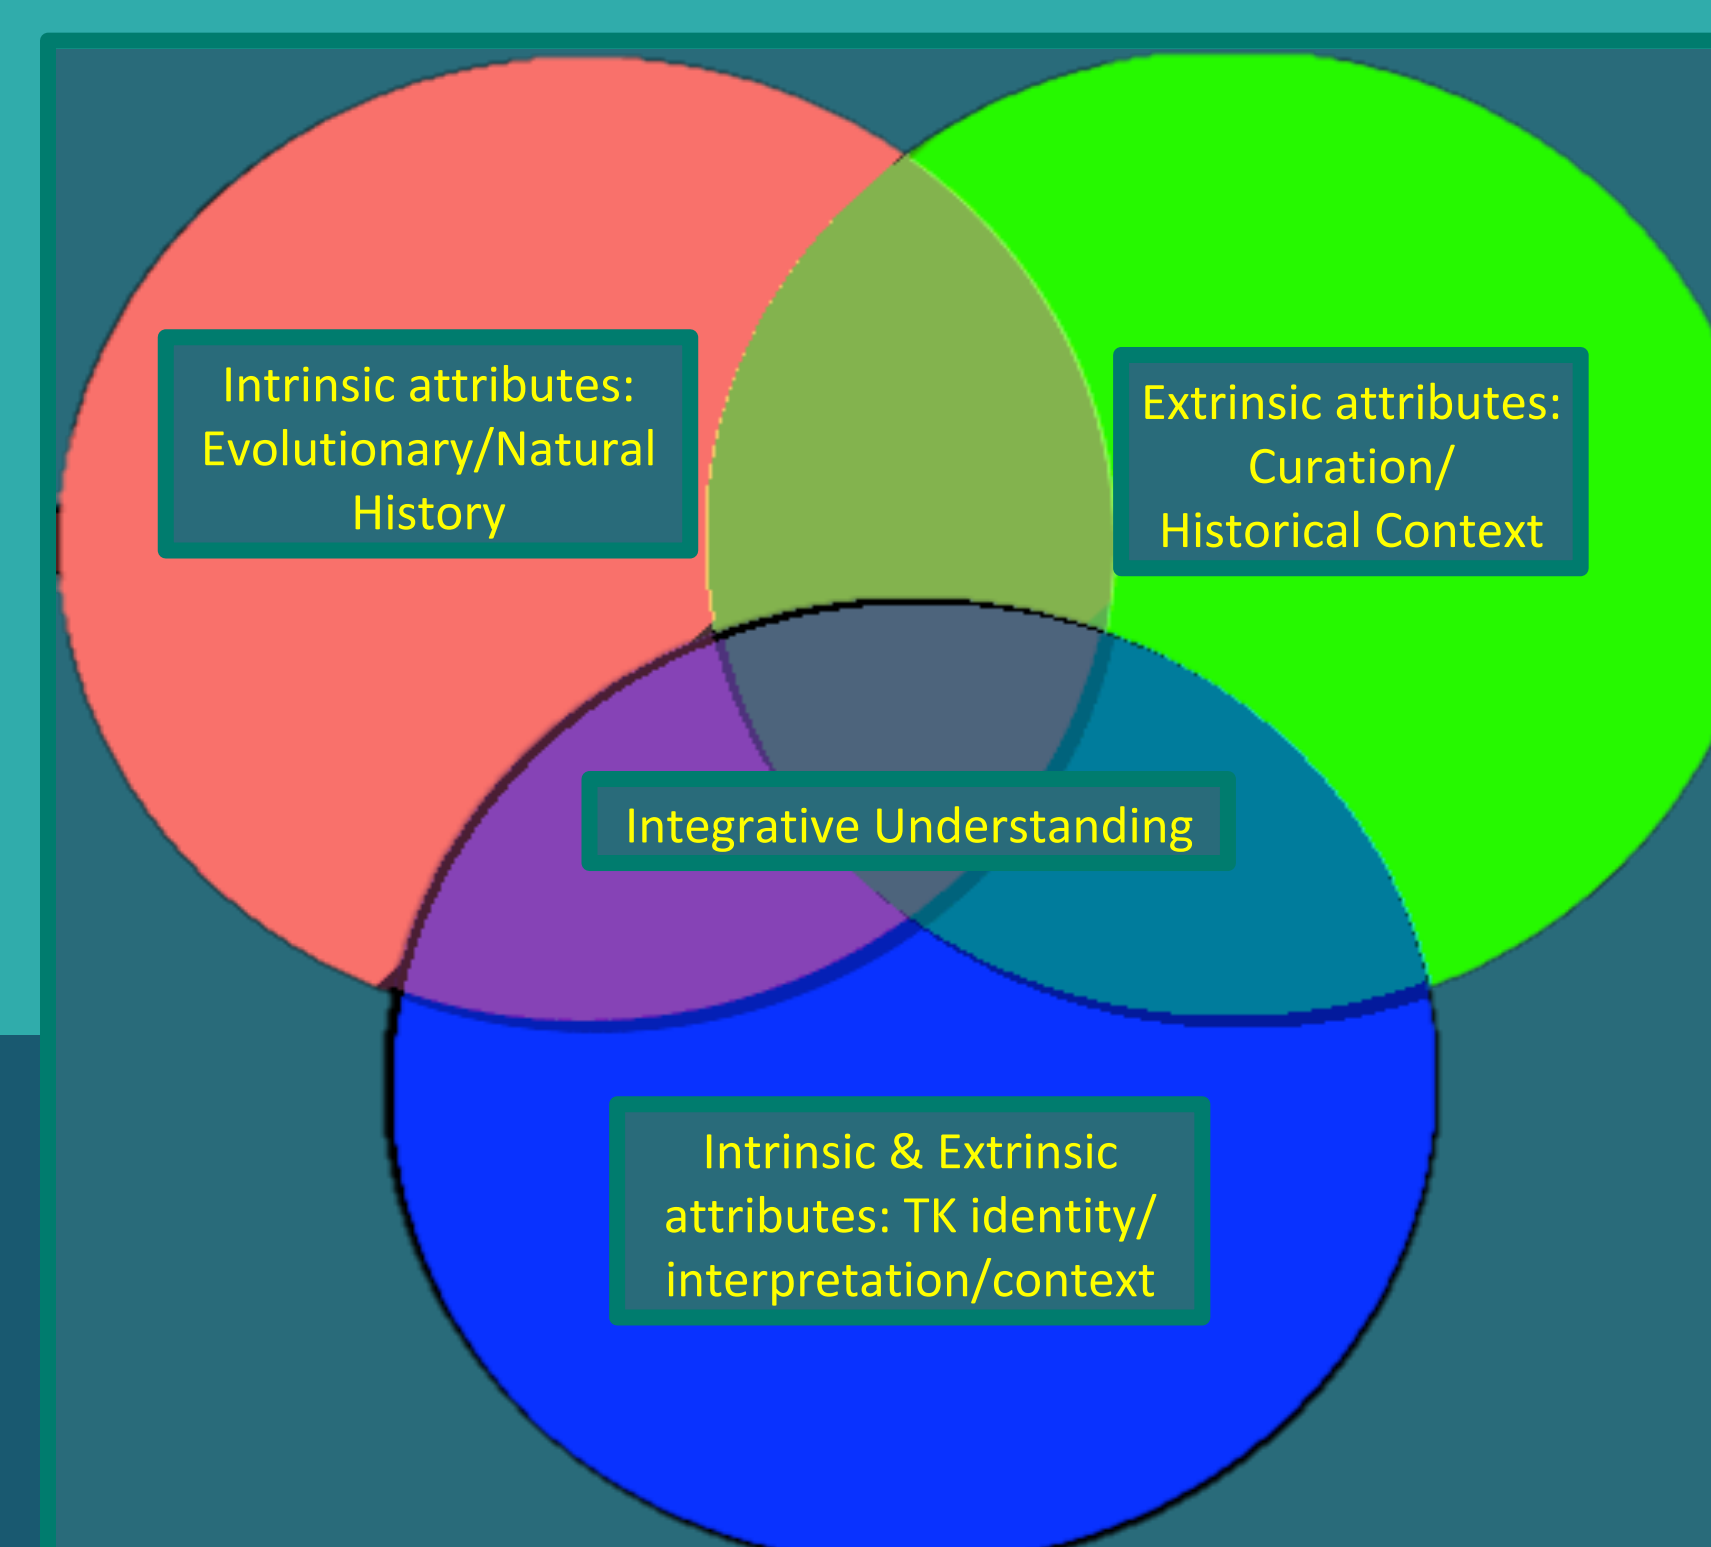 Intrinsic attributes:
Evolutionary/Natural
History
Extrinsic attributes:
Curation/
Historical Context
Integrative Understanding
Intrinsic & Extrinsic
attributes: TK identity/
interpretation/context